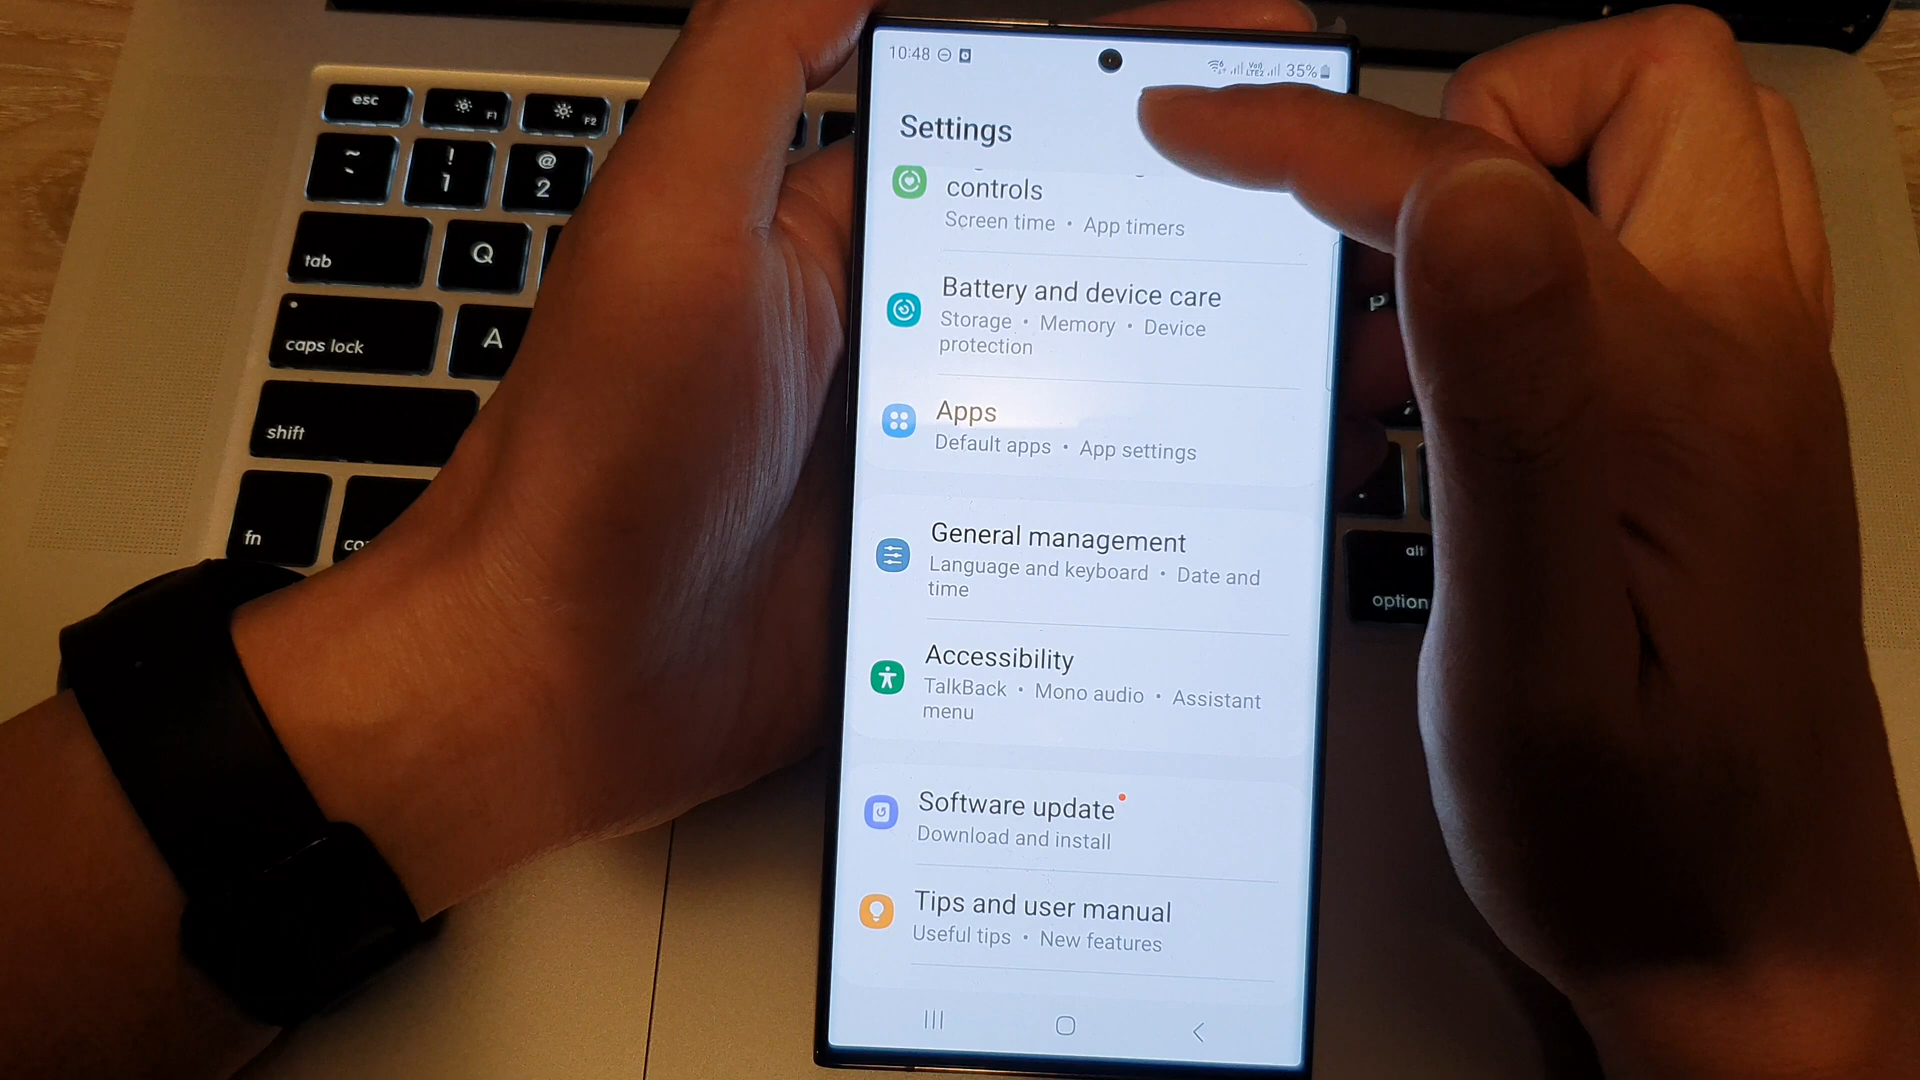 10:48
Vo))
LTE2
35%
Settings
controls
Screen time • App timers
Battery and device care
Storage • Memory • Device
protection
Apps
Default apps • App settings
General management
Language and keyboard • Date and
time
Accessibility
TalkBack • Mono audio • Assistant
menu
Software update
Download and install
Tips and user manual
Useful tips • New features
esc
F1
F2
~
!
1
@
2
tab
Q
caps lock
A
shift
fn
co
P
alt
option